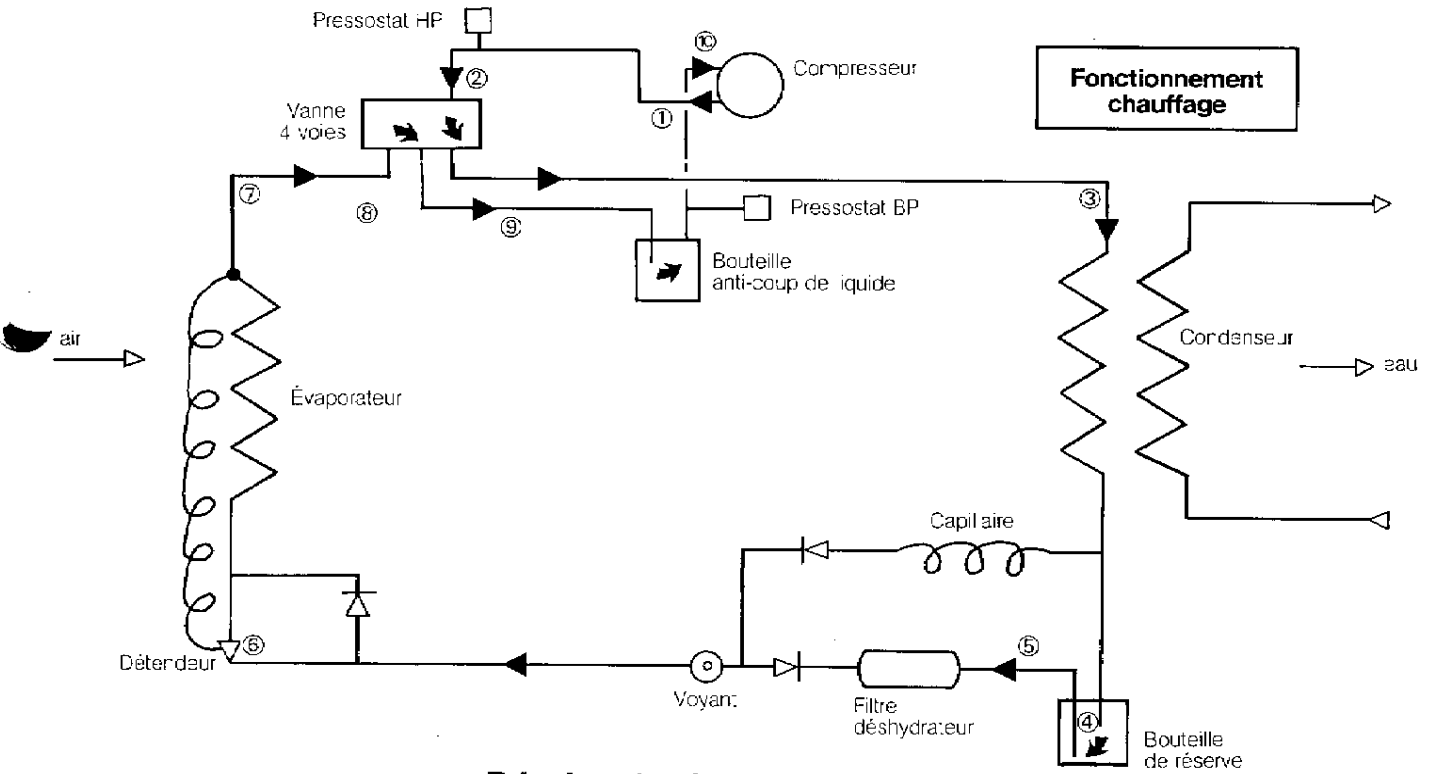 Pressostat HP
⑩
Compresseur
Fonctionnement
chauffage
②
Vanne
4 voies
①
⑦
⑧
⑨
③
Pressostat BP
Bouteille
anti-coup de liquide
air
Condenseur
eau
Évaporateur
Capillaire
⑥
Détendeur
⑤
Voyant
Filtre
déshydrateur
④
Bouteille
de réserve